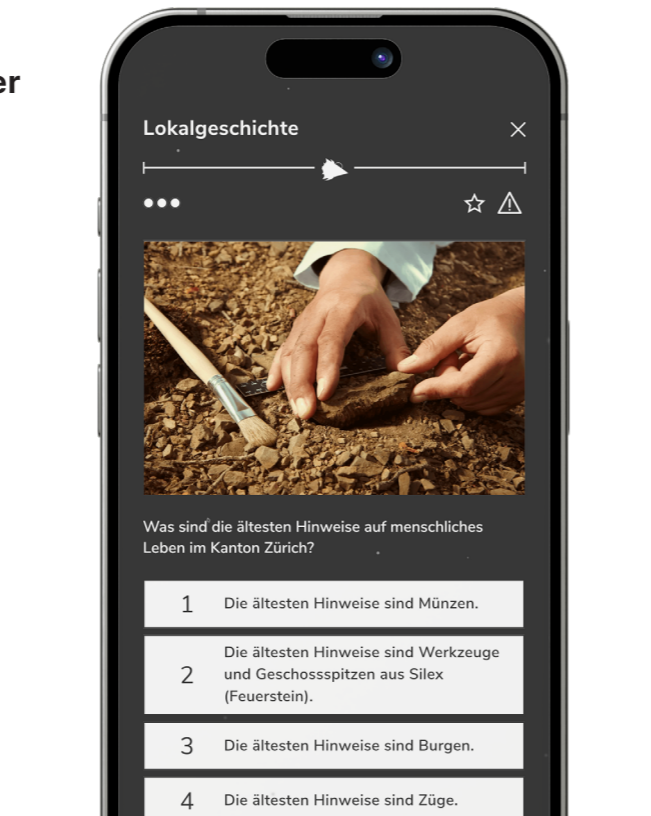 er
Lokalgeschichte
Was sind die ältesten Hinweise auf menschliches
Leben im Kanton Zürich?
1 Die ältesten Hinweise sind Münzen.
2 Die ältesten Hinweise sind Werkzeuge
und Geschossspitzen aus Silex
(Feuerstein).
3 Die ältesten Hinweise sind Burgen.
4 Die ältesten Hinweise sind Züge.